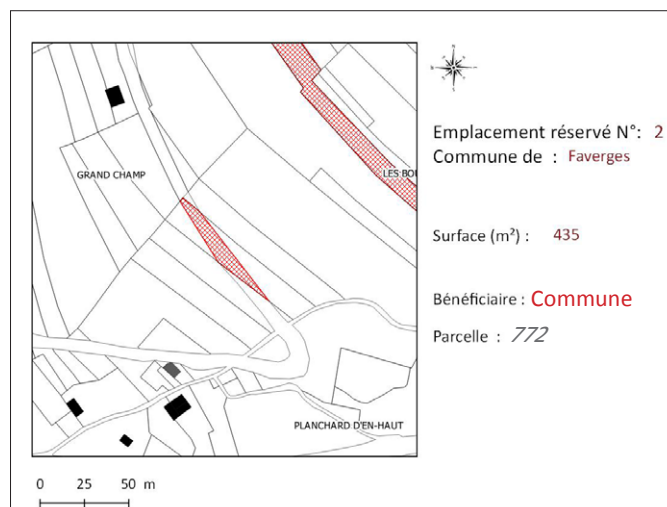 Emplacement réservé N°: 2
Commune de : Faverges
GRAND CHAMP
LES BOU
Surface (m²) : 435
Bénéficiaire : Commune
Parcelle : 772
PLANCHARD D'EN-HAUT
0 25 50 m